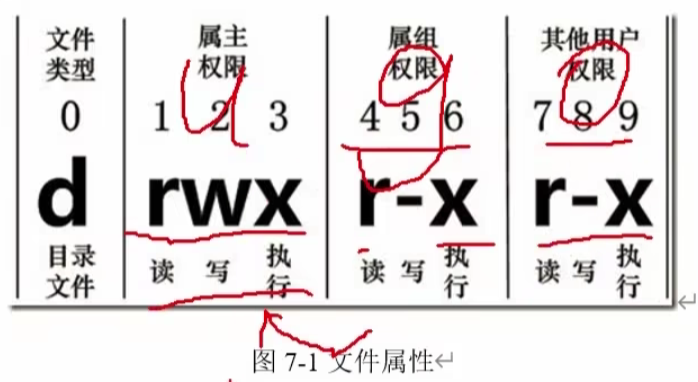 文件 属主 属组 其他用户
类型 权限 权限 权限
0 1 2 3 4 5 6 7 8 9
d rwx r-x r-x
目录 读 写 执行 读 写 执行 读 写 执行
文件
图 7-1 文件属性